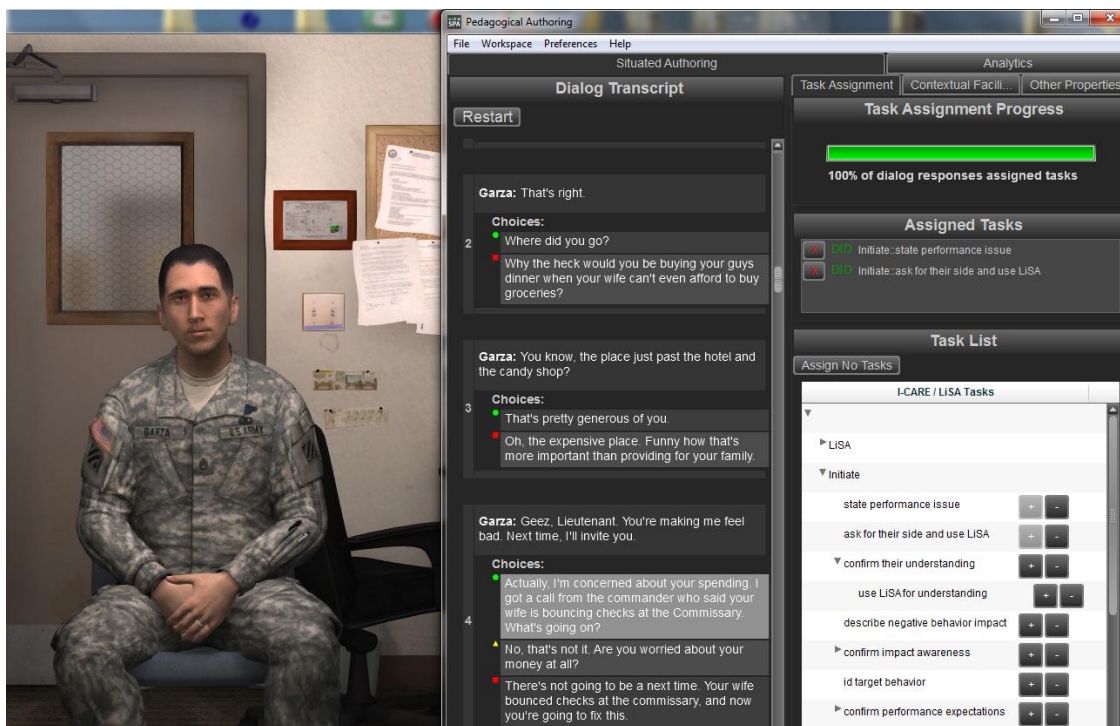 SPA Pedagogical Authoring
File Workspace Preferences Help
Situated Authoring
Analytics
Dialog Transcript
Restart
Garza: That's right.
Choices:
2
Where did you go?
Why the heck would you be buying your guys
dinner when your wife can't even afford to buy
groceries?
Garza: You know, the place just past the hotel and
the candy shop?
Choices:
3
That's pretty generous of you.
Oh, the expensive place. Funny how that's
more important than providing for your family.
Garza: Geez, Lieutenant. You're making me feel
bad. Next time, I'll invite you.
Choices:
4
Actually, I'm concerned about your spending. I
got a call from the commander who said your
wife is bouncing checks at the Commissary.
What's going on?
No, that's not it. Are you worried about your
money at all?
There's not going to be a next time. Your wife
bounced checks at the commissary, and now
you're going to fix this.
Task Assignment Contextual Facili... Other Properties
Task Assignment Progress
100% of dialog responses assigned tasks
Assigned Tasks
X DID Initiate::state performance issue
X DID Initiate::ask for their side and use LiSA
Task List
Assign No Tasks
I-CARE / LiSA Tasks
LiSA
Initiate
state performance issue + -
ask for their side and use LiSA + -
confirm their understanding + -
use LiSA for understanding + -
describe negative behavior impact + -
confirm impact awareness + -
id target behavior + -
confirm performance expectations + -
GARZA
U.S. ARMY